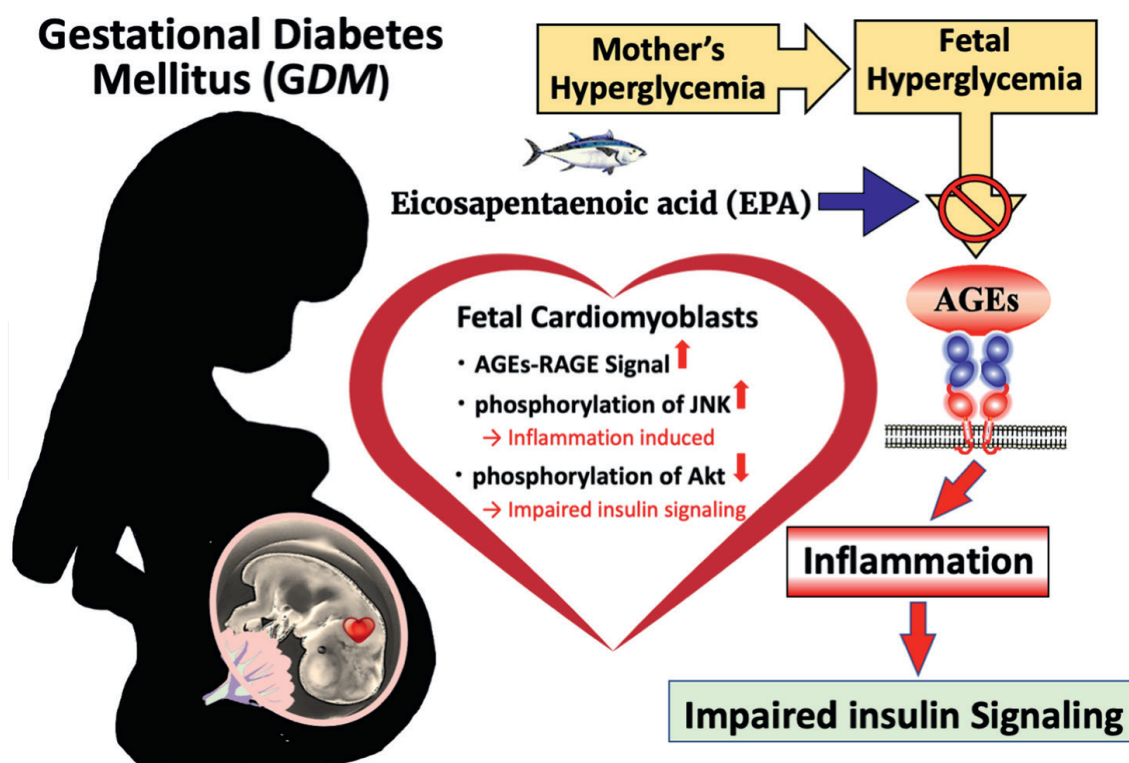 Gestational Diabetes
Mellitus (GDM)
Mother's
Hyperglycemia
Fetal
Hyperglycemia
Eicosapentaenoic acid (EPA)
AGEs
Fetal Cardiomyoblasts
・AGEs-RAGE Signal
・phosphorylation of JNK
→ Inflammation induced
・phosphorylation of Akt
→ Impaired insulin signaling
Inflammation
Impaired insulin Signaling